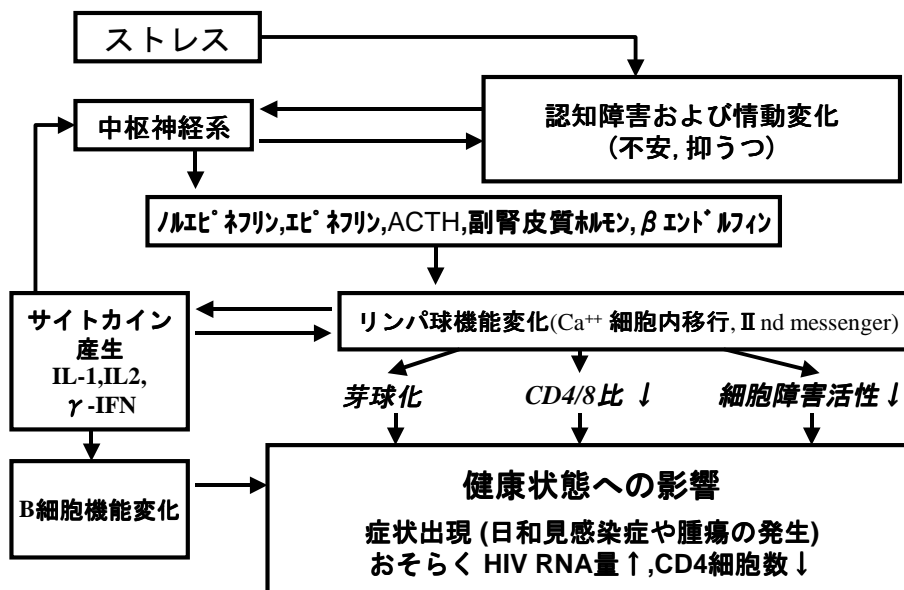 ストレス
認知障害および情動変化
(不安, 抑うつ)
中枢神経系
ﾉﾙｴﾋﾟﾈﾌﾘﾝ,ｴﾋﾟﾈﾌﾘﾝ,ACTH,副腎皮質ﾎﾙﾓﾝ,βｴﾝﾄﾞﾙﾌｨﾝ
サイトカイン
産生
IL-1,IL2,
γ-IFN
リンパ球機能変化(Ca⁺⁺ 細胞内移行,Ⅱnd messenger)
芽球化
CD4/8比 ↓
細胞障害活性↓
B細胞機能変化
健康状態への影響
症状出現 (日和見感染症や腫瘍の発生)
おそらく HIV RNA量↑,CD4細胞数↓